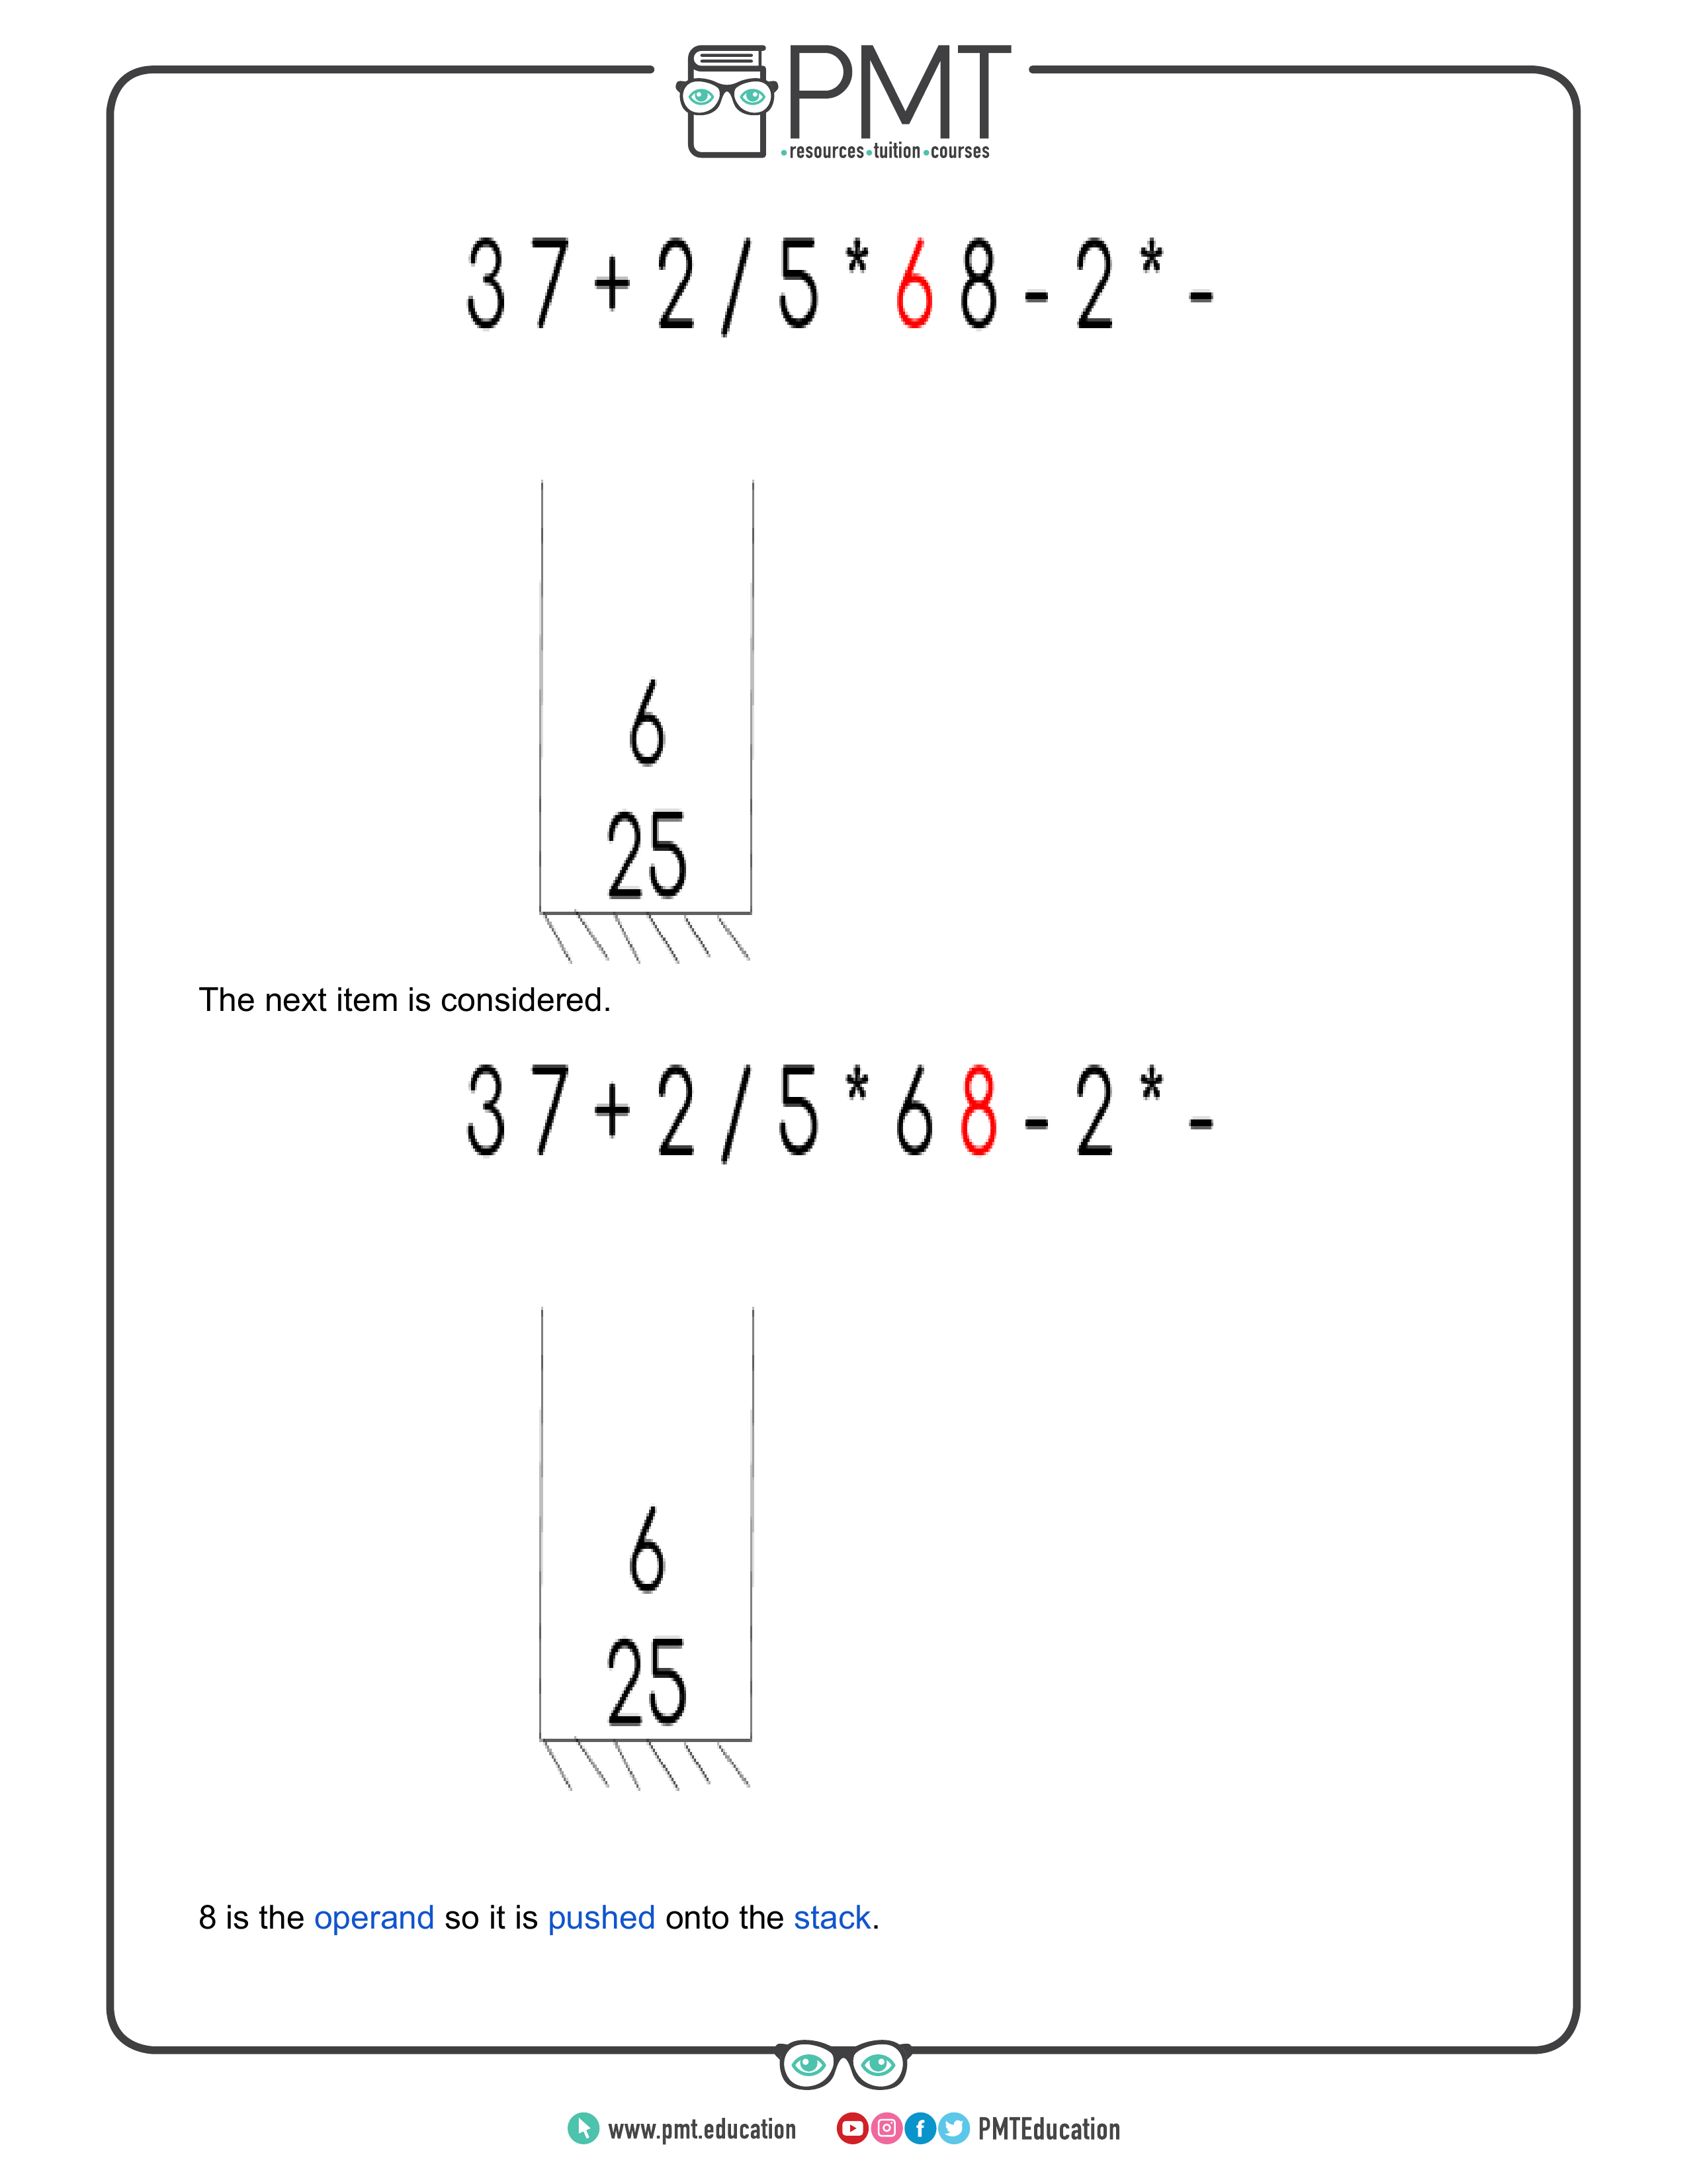 PMT
resources tuition courses
3 7 + 2 / 5 * 6 8 - 2 * -
6
25
The next item is considered.
3 7 + 2 / 5 * 6 8 - 2 * -
6
25
8 is the operand so it is pushed onto the stack.
www.pmt.education PMTEducation